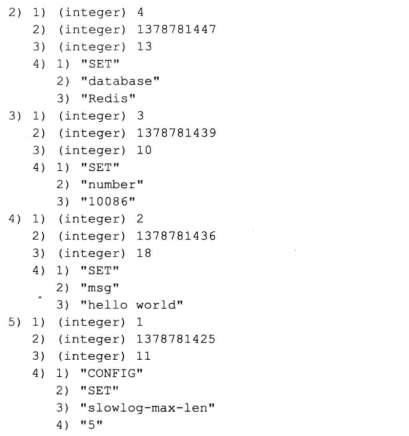 2) 1) (integer) 4
2) (integer) 1378781447
3) (integer) 13
4) 1) "SET"
2) "database"
3) "Redis"
3) 1) (integer) 3
2) (integer) 1378781439
3) (integer) 10
4) 1) "SET"
2) "number"
3) "10086"
4) 1) (integer) 2
2) (integer) 1378781436
3) (integer) 18
4) 1) "SET"
2) "msg"
3) "hello world"
5) 1) (integer) 1
2) (integer) 1378781425
3) (integer) 11
4) 1) "CONFIG"
2) "SET"
3) "slowlog-max-len"
4) "5"